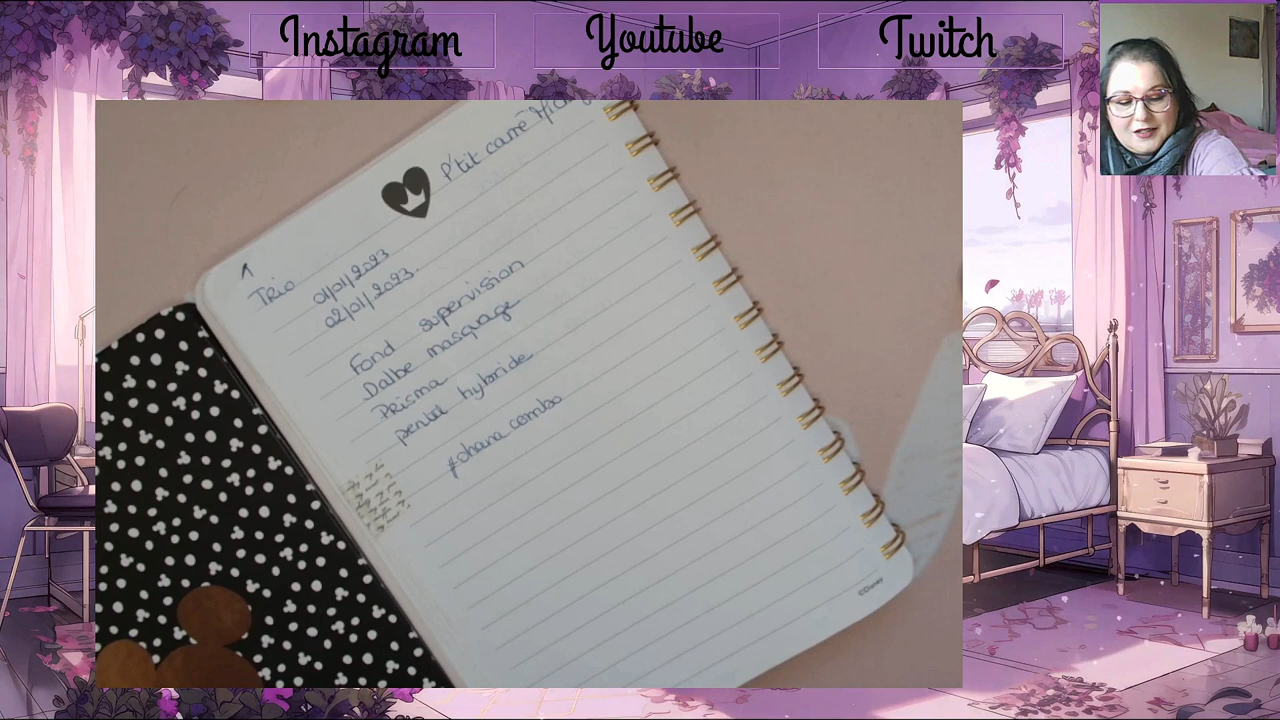 Instagram
Youtube
Twitch
P'tit carré
1
Trio
01/01/2023
02/01/2023.
Fond supervision
Dalbe masquage
Prisma
pentel hybride
#ohana combo
©Disney